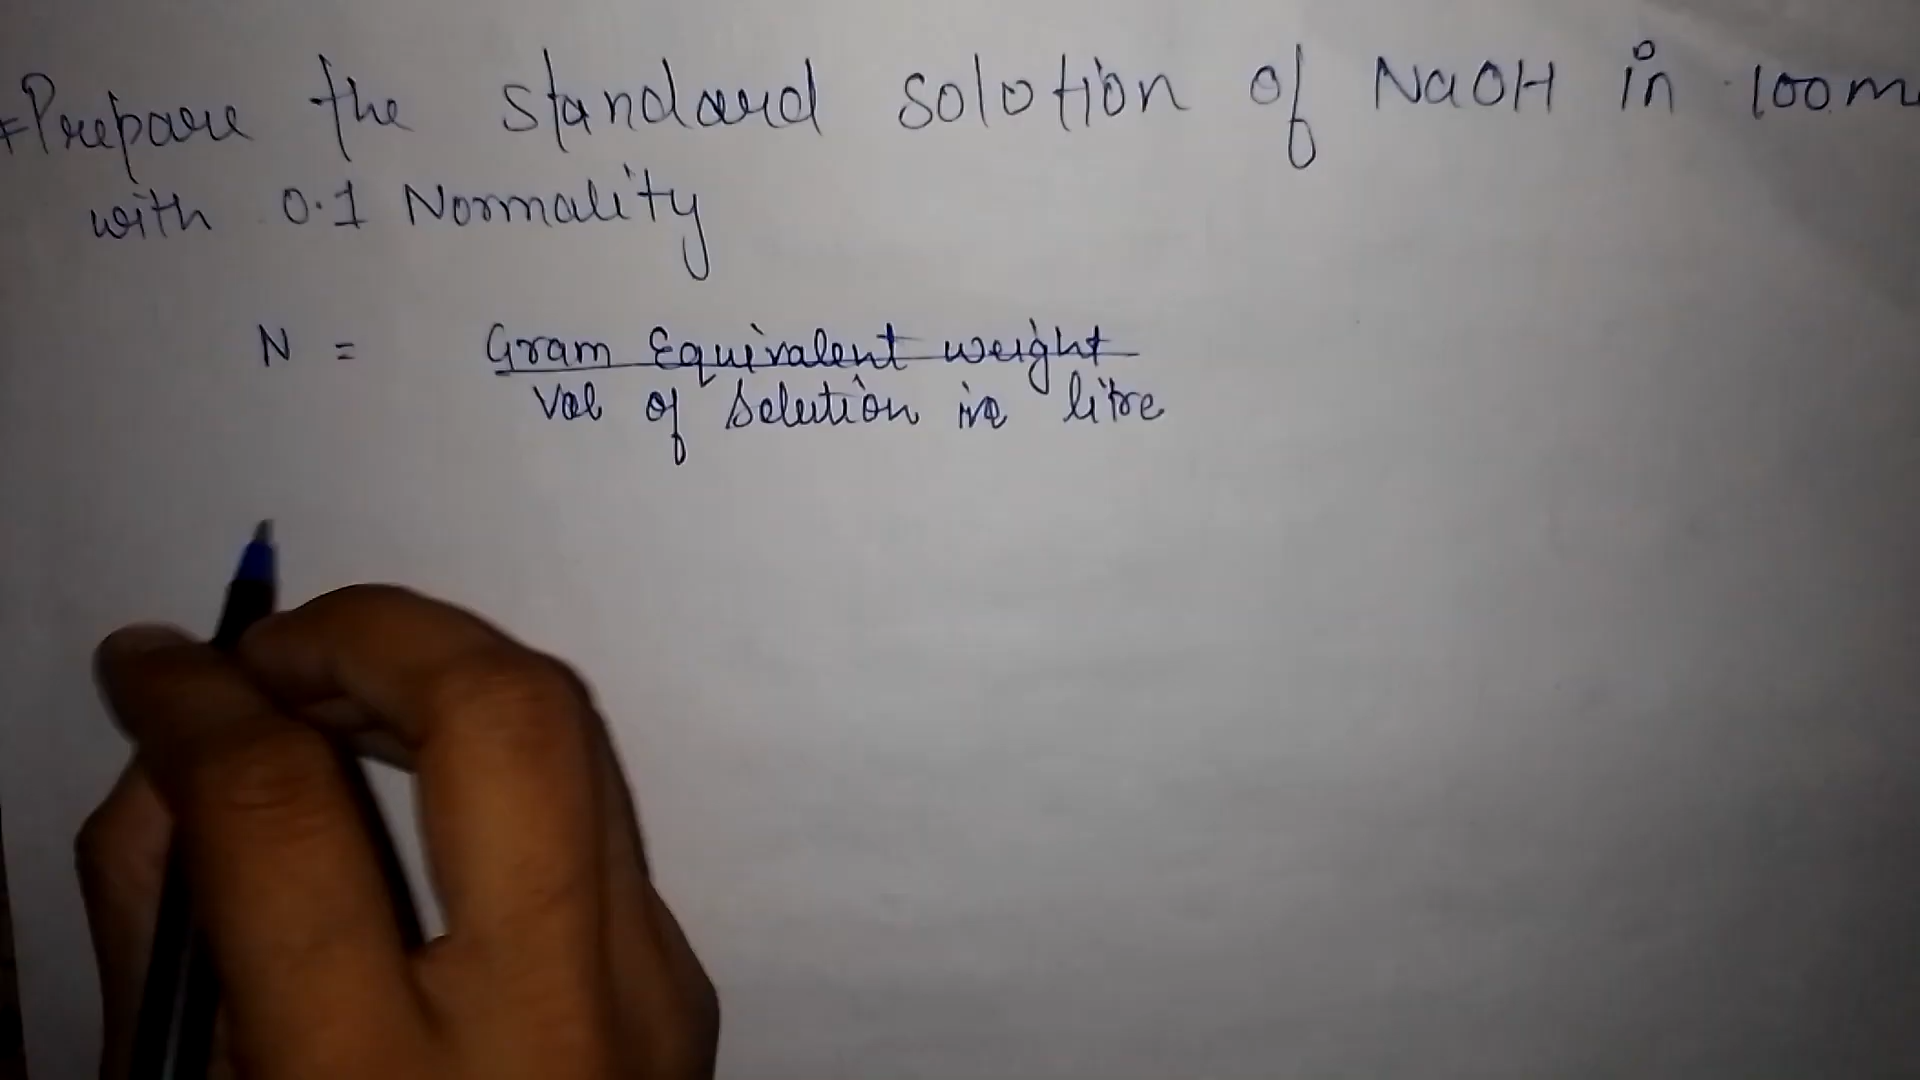 Prepare the standard solution of NaOH in 100m
with 0.1 Normality
N = Gram Equivalent weight
Vol of Solution in litre